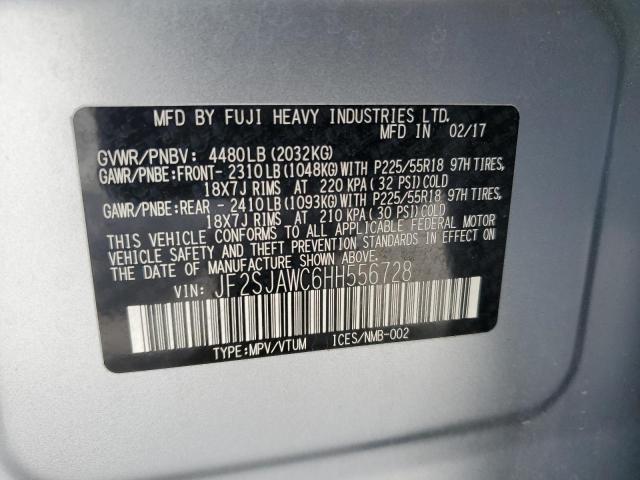 MFD BY FUJI HEAVY INDUSTRIES LTD.
MFD IN 02/17
GVWR/PNBV: 4480LB (2032KG)
GAWR/PNBE:FRONT- 2310LB (1048KG)WITH P225/55R18 97H TIRES,
18X7J RIMS AT 220 KPA (32 PSI)COLD
GAWR/PNBE:REAR - 2410LB (1093KG)WITH P225/55R18 97H TIRES,
18X7J RIMS AT 210 KPA (30 PSI)COLD
THIS VEHICLE CONFORMS TO ALL APPLICABLE FEDERAL MOTOR
VEHICLE SAFETY AND THEFT PREVENTION STANDARDS
IN EFFECT ON THE DATE OF MANUFACTURE SHOWN ABOVE.
VIN: JF2SJAWC6HH556728
TYPE:MPV/VTUM ICES/NMB-002